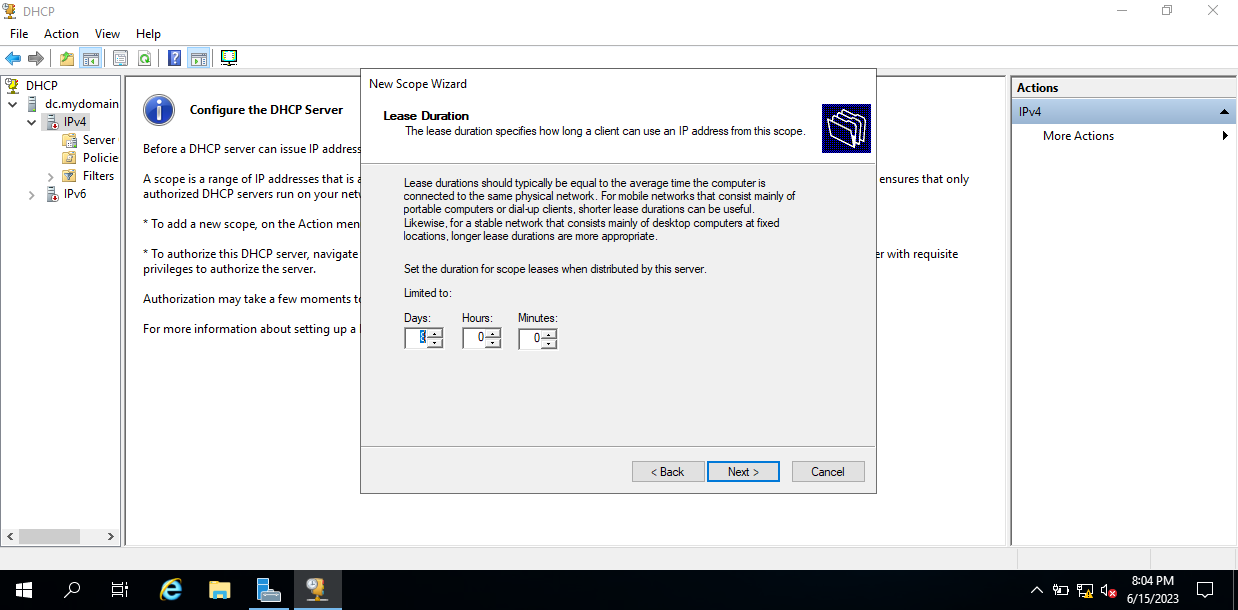 DHCP
File Action View Help
DHCP
dc.mydomain
IPv4
Server
Policie
Filters
IPv6
Configure the DHCP Server
Before a DHCP server can issue IP address
A scope is a range of IP addresses that is a
ensures that only
authorized DHCP servers run on your net
* To add a new scope, on the Action men
* To authorize this DHCP server, navigate
er with requisite
privileges to authorize the server.
Authorization may take a few moments to
For more information about setting up a
New Scope Wizard
Lease Duration
The lease duration specifies how long a client can use an IP address from this scope.
Lease durations should typically be equal to the average time the computer is
connected to the same physical network. For mobile networks that consist mainly of
portable computers or dial-up clients, shorter lease durations can be useful.
Likewise, for a stable network that consists mainly of desktop computers at fixed
locations, longer lease durations are more appropriate.
Set the duration for scope leases when distributed by this server.
Limited to:
Days: Hours: Minutes:
0 0
< Back Next > Cancel
Actions
IPv4
More Actions
8:04 PM
6/15/2023